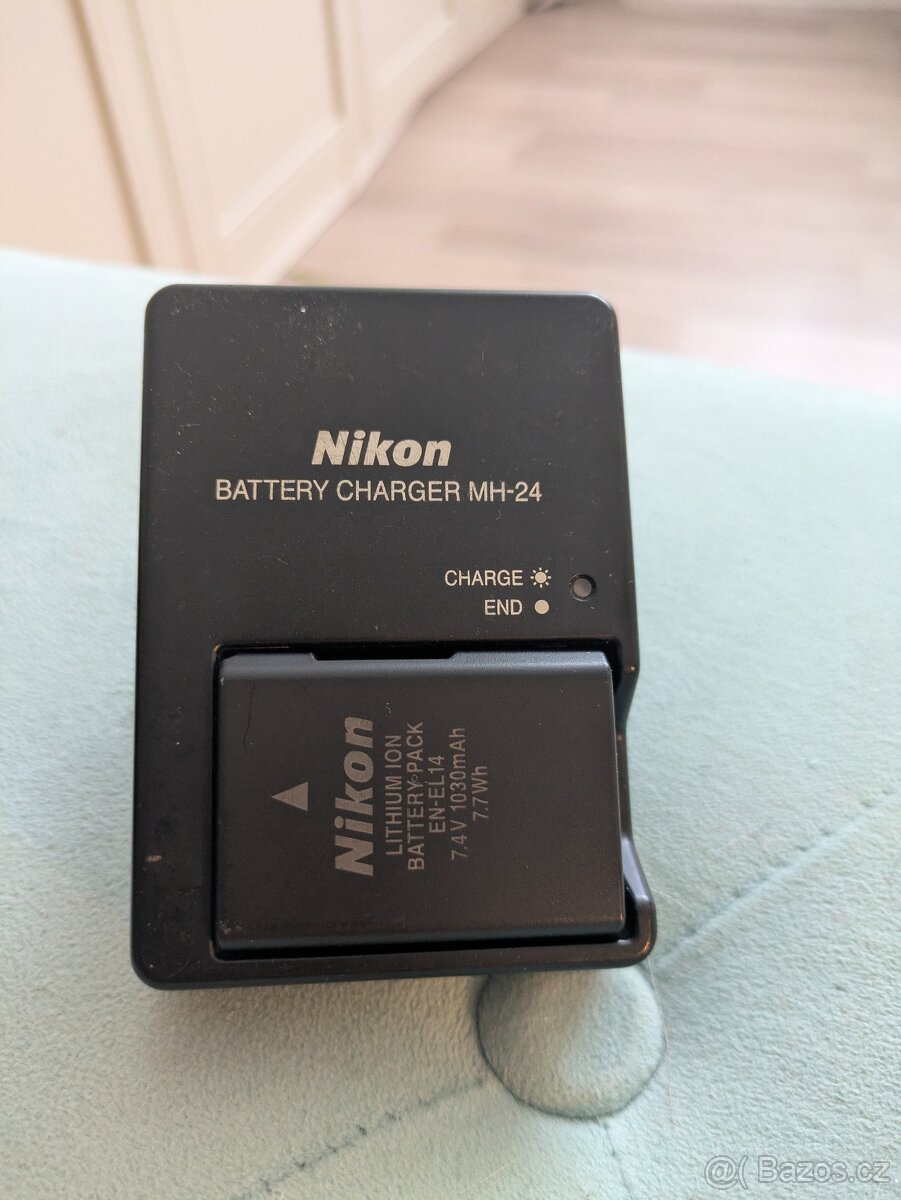 Nikon
BATTERY CHARGER MH-24
CHARGE
END
Nikon
LITHIUM ION
BATTERY PACK
EN-EL14
7.4V 1030mAh
7.7Wh
@( Bazos.cz